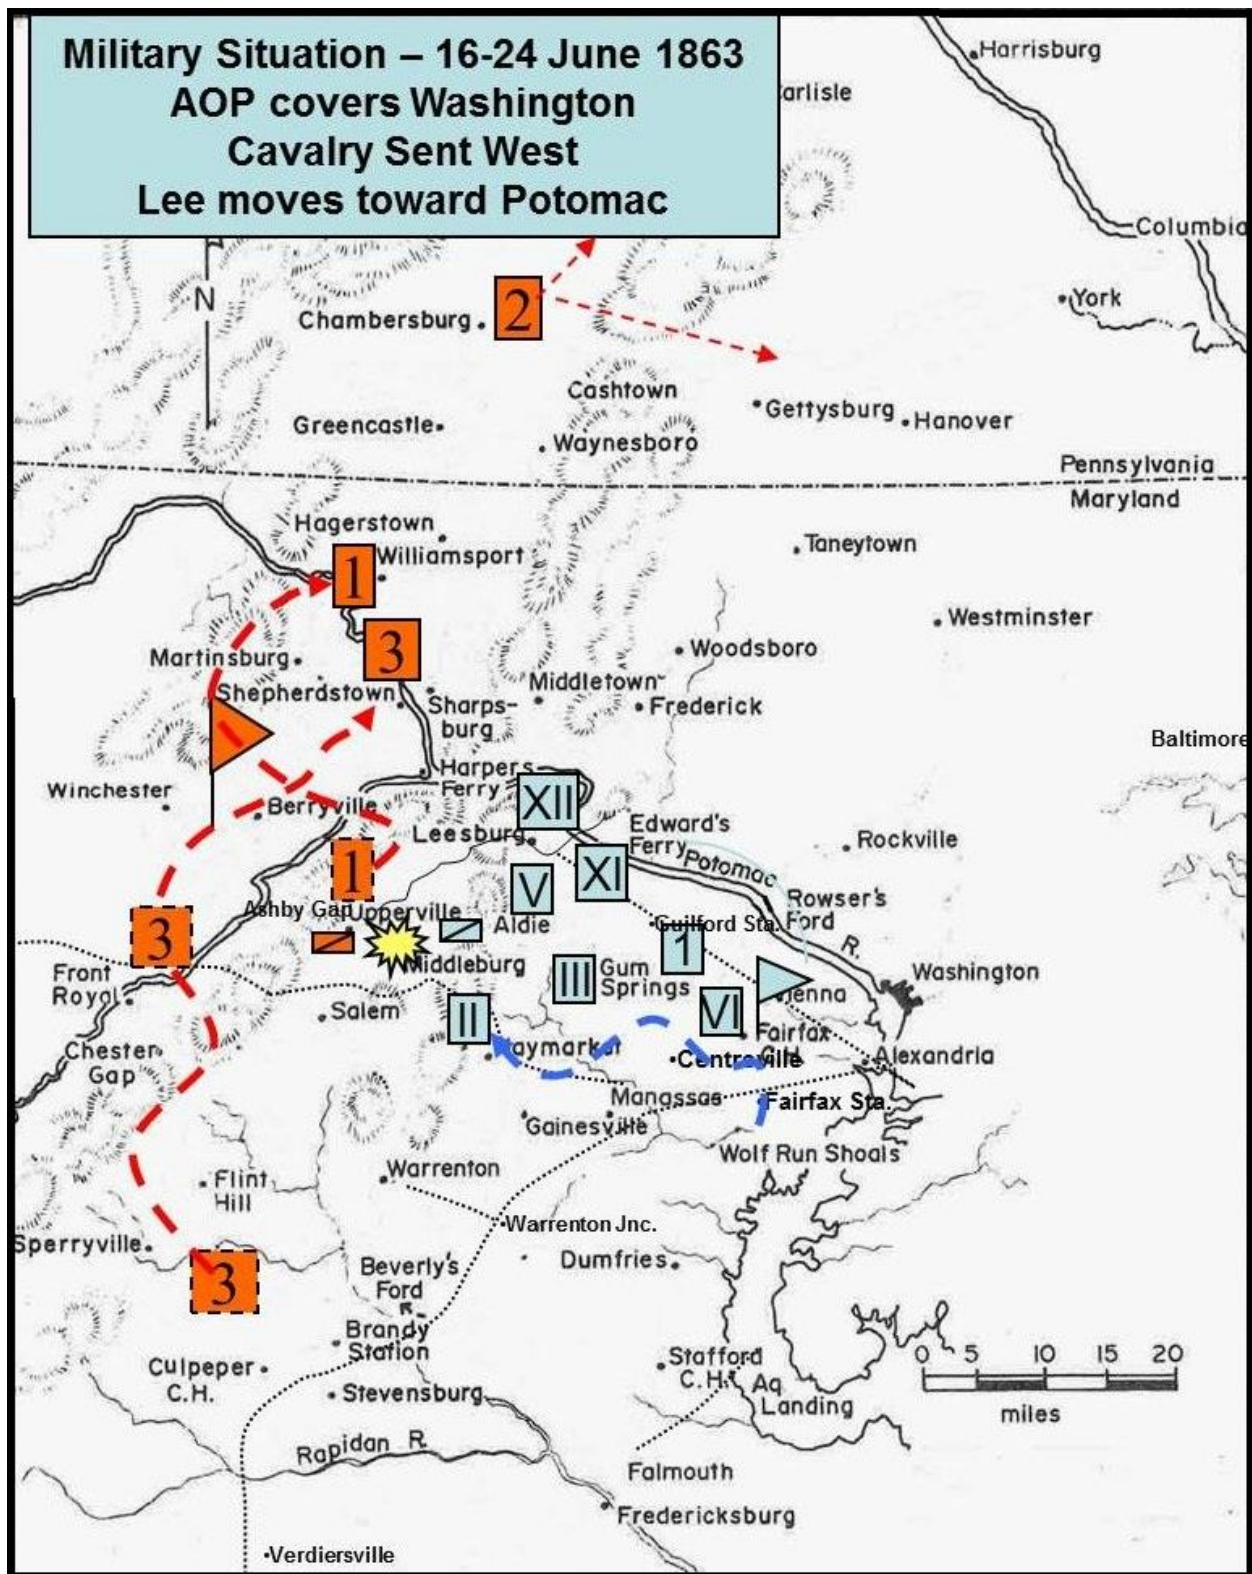 Military Situation – 16-24 June 1863
AOP covers Washington
Cavalry Sent West
Lee moves toward Potomac
Harrisburg
arlisle
Columbia
N
2
Chambersburg
York
Cashtown
Gettysburg
Hanover
Greencastle
Waynesboro
Pennsylvania
Maryland
Hagerstown
Williamsport
1
Taneytown
Westminster
3
Martinsburg
Woodsboro
Shepherdstown
Middletown
Sharps-
burg
Frederick
Baltimore
Harpers
Ferry
Winchester
Berryville
XII
Leesburg
Edward's
Ferry
Potomac
R.
Rockville
1
XI
V
Rowser's
Ford
Ashby Gap
Upperville
Aldie
Guilford Sta.
3
1
Middleburg
Front
Royal
III
Gum
Springs
Washington
ienna
Salem
II
VI
Fairfax
C.H.
Chester
Gap
aymarket
Centreville
Alexandria
Manassas
Fairfax Sta.
Gainesville
Wolf Run Shoals
Flint
Hill
Warrenton
Warrenton Jnc.
Sperryville
3
Beverly's
Ford
Dumfries
Brandy
Station
Culpeper
C.H.
Stevensburg
Stafford
C.H.
Aq
Landing
0 5 10 15 20
miles
Rapidan R.
Falmouth
Fredericksburg
Verdiersville